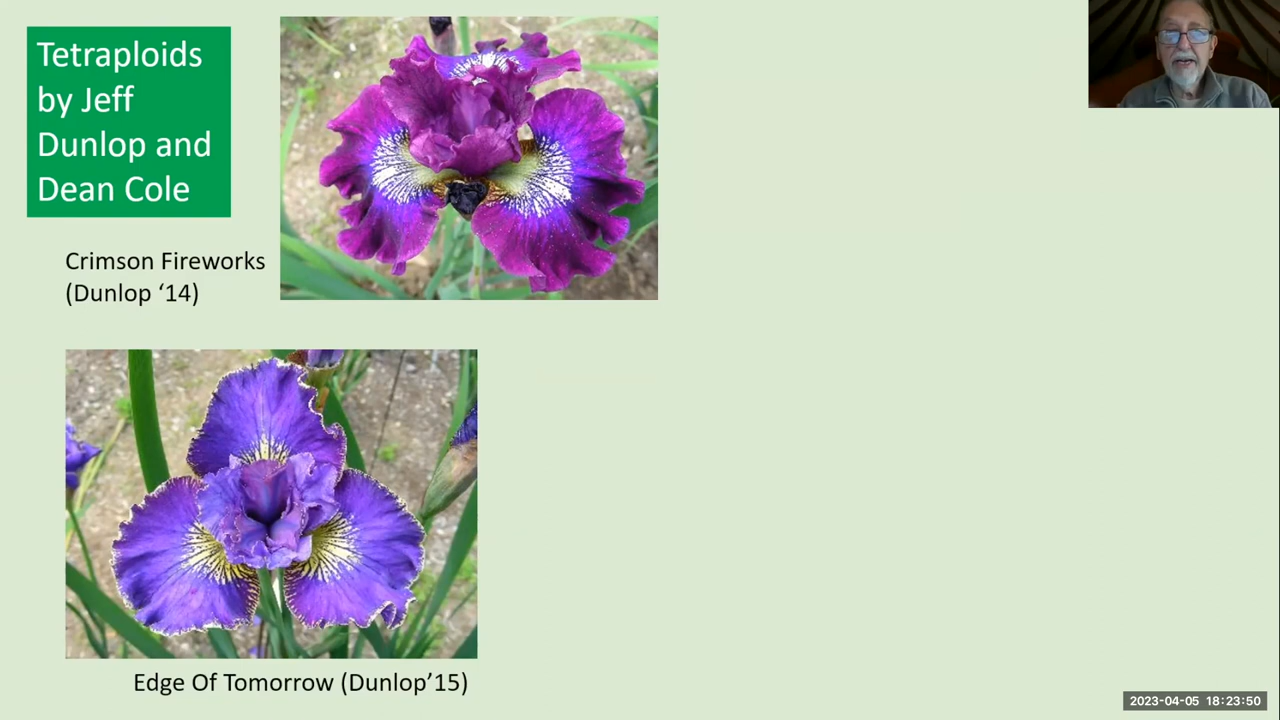 Tetraploids
by Jeff
Dunlop and
Dean Cole
Crimson Fireworks
(Dunlop ‘14)
Edge Of Tomorrow (Dunlop’15)
2023-04-05 18:23:50